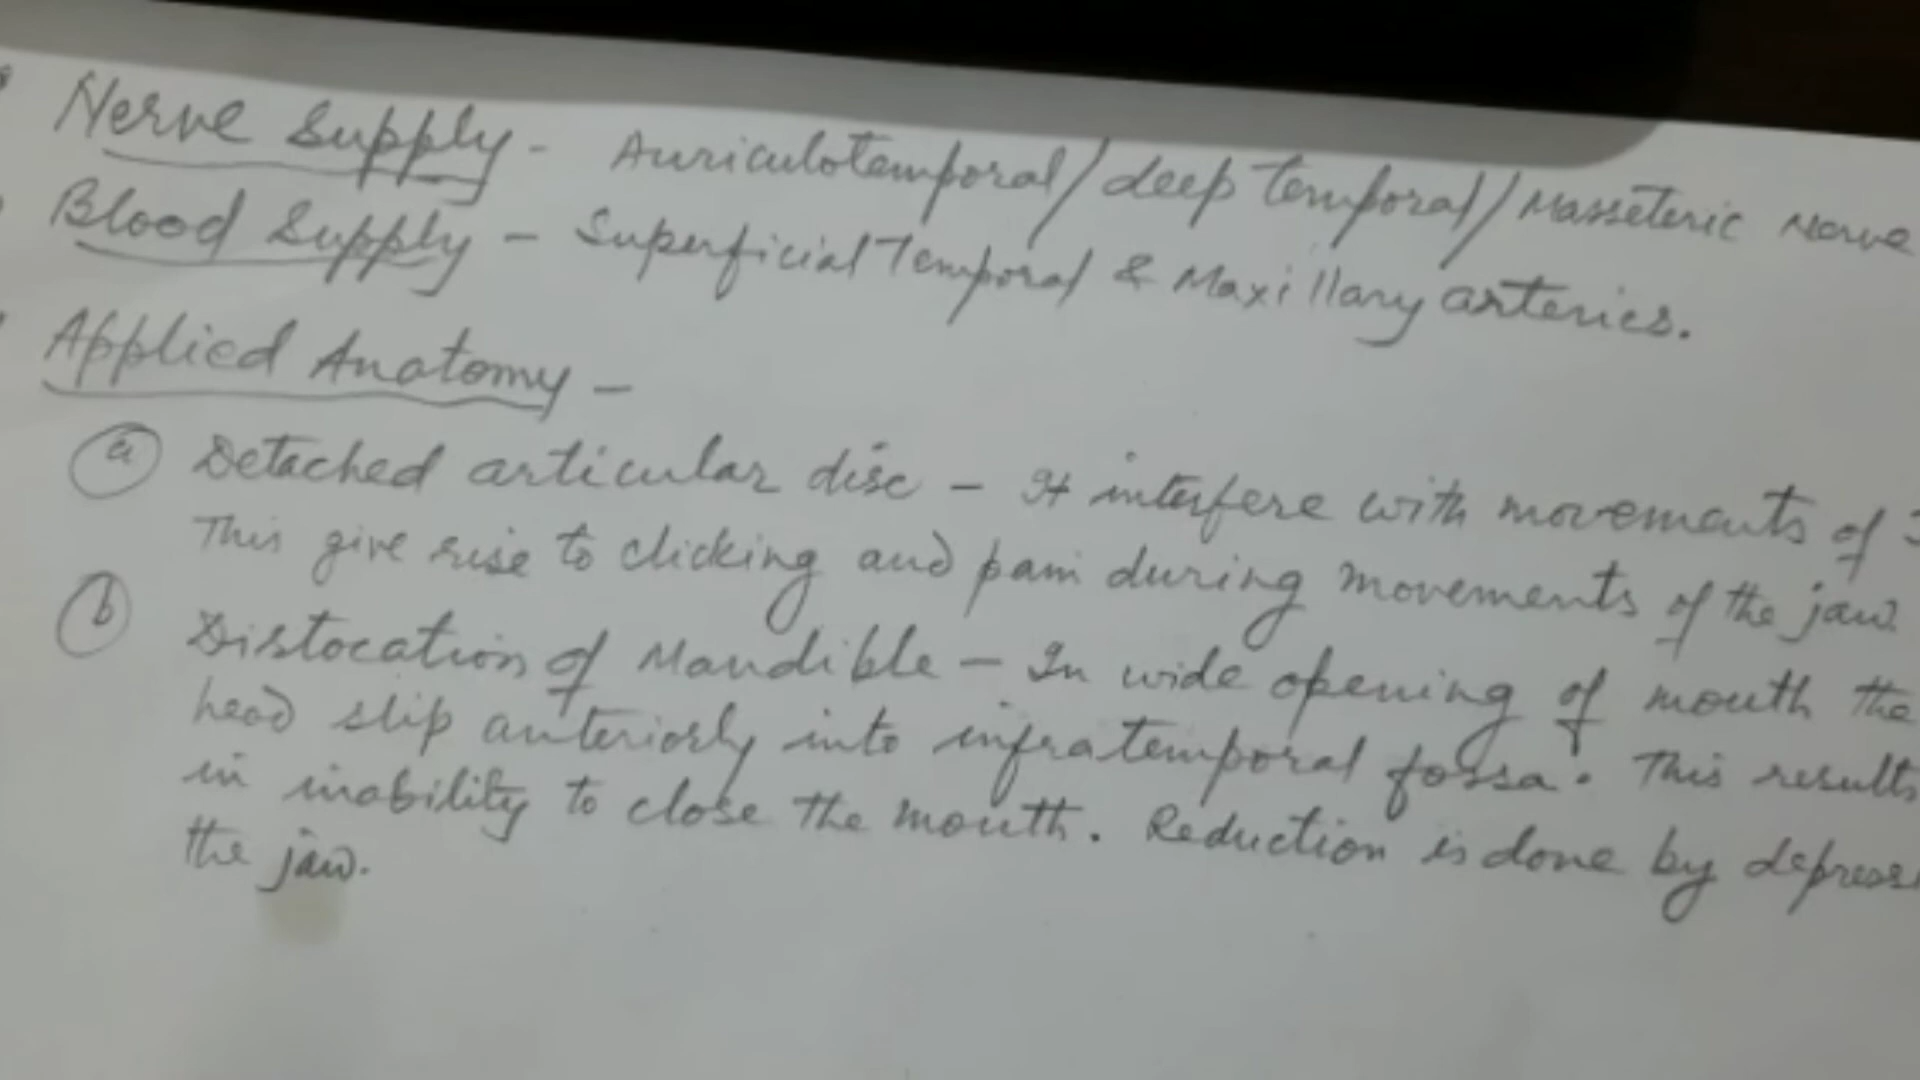 Nerve Supply - Auriculotemporal/deep temporal/Masseteric Nerve
Blood Supply - Superficial Temporal & Maxillary arteries.
Applied Anatomy -
a Detached articular disc - It interfere with movements of
This give rise to clicking and pain during movements of the jaw.
b Dislocation of Mandible - In wide opening of mouth the
head slip anteriorly into infratemporal fossa. This results
in inability to close the mouth. Reduction is done by
the jaw.